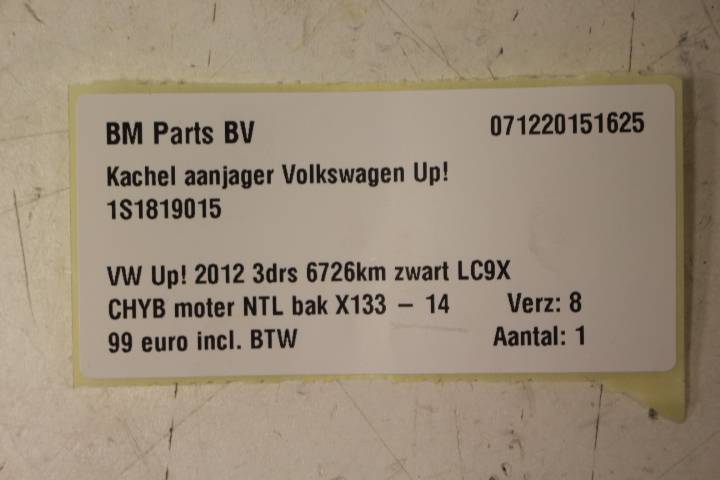 BM Parts BV 071220151625
Kachel aanjager Volkswagen Up!
1S1819015
VW Up! 2012 3drs 6726km zwart LC9X
CHYB moter NTL bak X133 – 14 Verz: 8
99 euro incl. BTW Aantal: 1